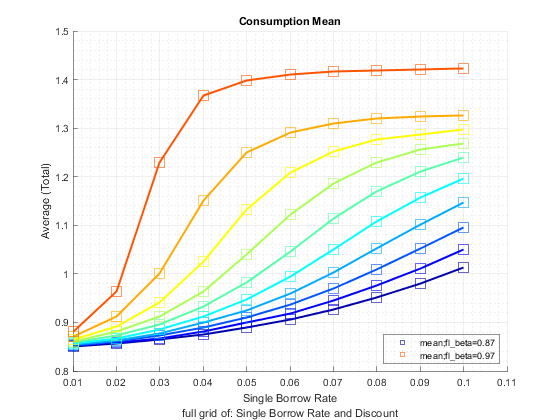 Consumption Mean
1.5
1.4
1.3
1.2
1.1
1
0.9
0.8
Average (Total)
mean;fl_beta=0.87
mean;fl_beta=0.97
0.01 0.02 0.03 0.04 0.05 0.06 0.07 0.08 0.09 0.1 0.11
Single Borrow Rate
full grid of: Single Borrow Rate and Discount